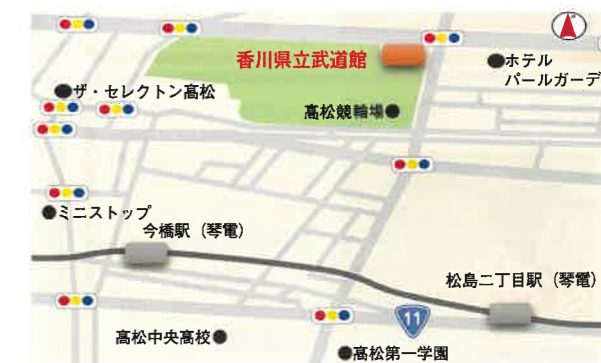 香川県立武道館
ホテル
パールガーデ
ザ・セレクトン高松
高松競輪場
ミニストップ
今橋駅（琴電）
松島二丁目駅（琴電）
11
高松中央高校
高松第一学園